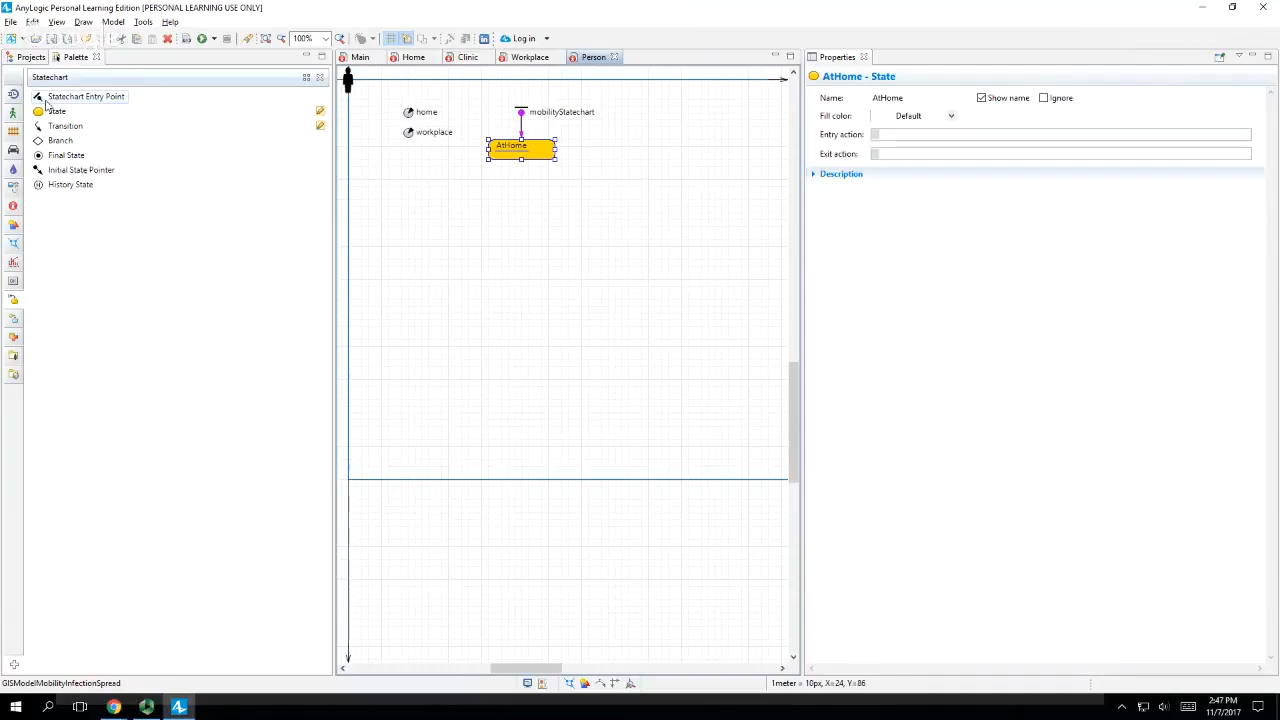 AnyLogic Personal Learning Edition [PERSONAL LEARNING USE ONLY]
File Edit View Draw Model Tools Help
100% Log in
Projects Palette Main Home Clinic Workplace Person Properties
Statechart
Statechart Entry Point
State
Transition
Branch
Final State
Initial State Pointer
History State
home
workplace
mobilityStatechart
AtHome
AtHome - State
Name: AtHome Show name Ignore
Fill color: Default
Entry action:
Exit action:
Description
GISModelMobilityInfectionSpread 1meter = 10px, X=24, Y=86
2:47 PM
11/7/2017